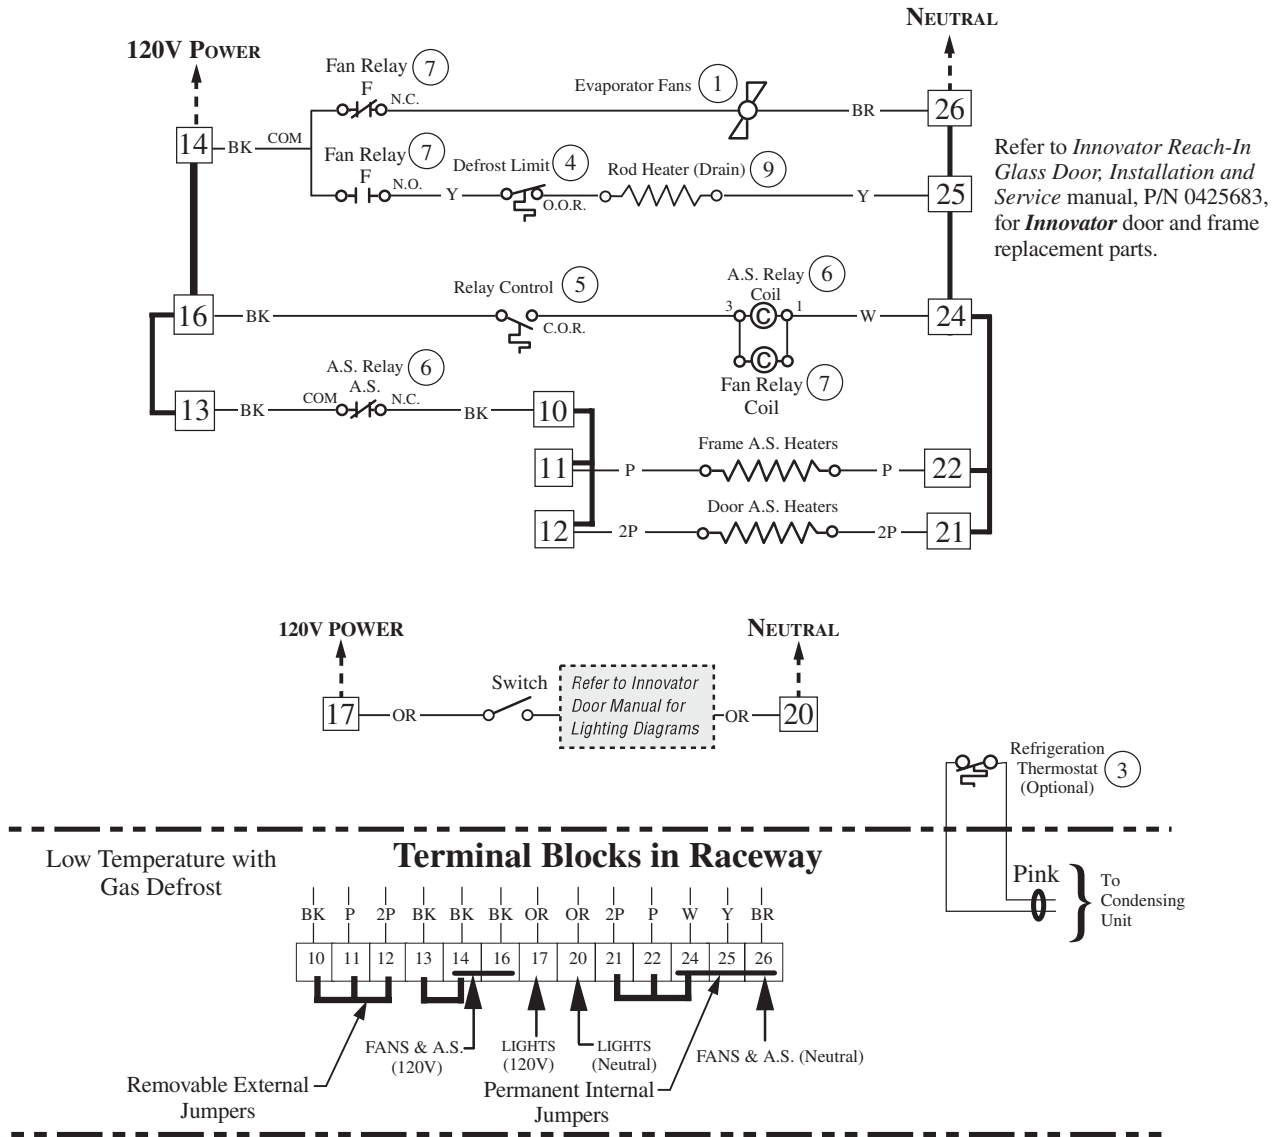 NEUTRAL
120V POWER
Fan Relay 7
F
N.C.
Evaporator Fans 1
BR
26
14
BK
COM
Fan Relay 7
F
N.O.
Y
Defrost Limit 4
O.O.R.
Rod Heater (Drain) 9
Y
25
Refer to Innovator Reach-In
Glass Door, Installation and
Service manual, P/N 0425683,
for Innovator door and frame
replacement parts.
16
BK
Relay Control 5
C.O.R.
A.S. Relay 6
Coil
3
C
1
W
24
C
Fan Relay 7
Coil
A.S. Relay 6
A.S.
13
BK
COM
N.C.
BK
10
Frame A.S. Heaters
11
P
P
22
Door A.S. Heaters
12
2P
2P
21
120V POWER
NEUTRAL
17
OR
Switch
Refer to Innovator
Door Manual for
Lighting Diagrams
OR
20
Refrigeration
Thermostat 3
(Optional)
Low Temperature with
Gas Defrost
Terminal Blocks in Raceway
Pink
To
Condensing
Unit
BK P 2P BK BK BK OR OR 2P P W Y BR
10 11 12 13 14 16 17 20 21 22 24 25 26
FANS & A.S.
(120V)
LIGHTS
(120V)
LIGHTS
(Neutral)
FANS & A.S. (Neutral)
Removable External
Jumpers
Permanent Internal
Jumpers